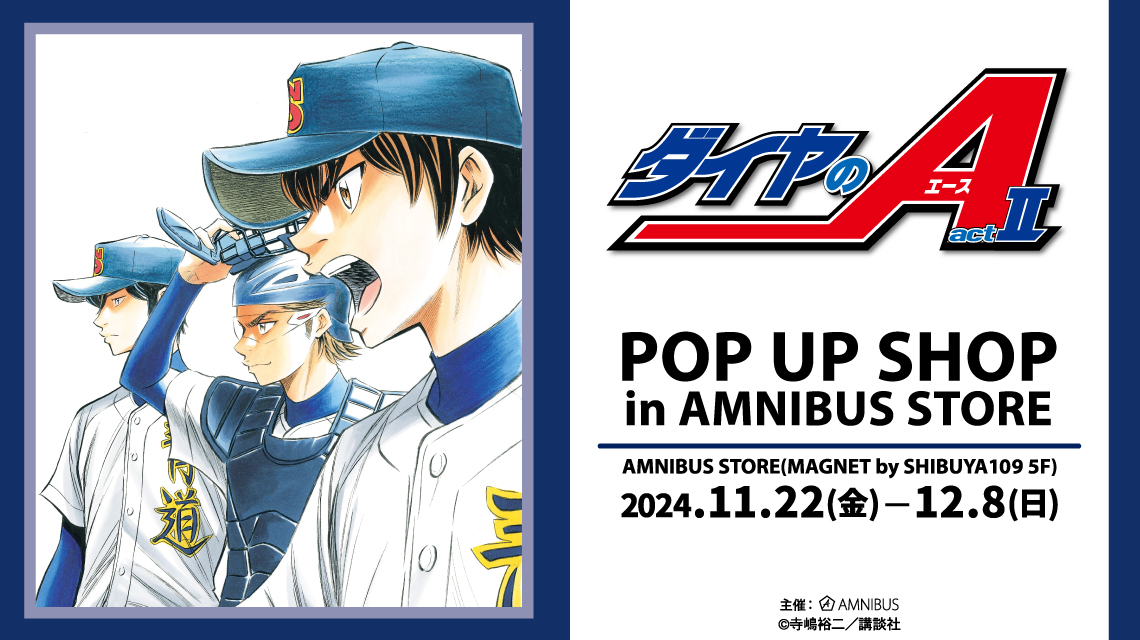 ダイヤのA
エース
actII
POP UP SHOP
in AMNIBUS STORE
AMNIBUS STORE(MAGNET by SHIBUYA109 5F)
2024.11.22(金)－12.8(日)
主催： AMNIBUS
©寺嶋裕二／講談社
S
S
道